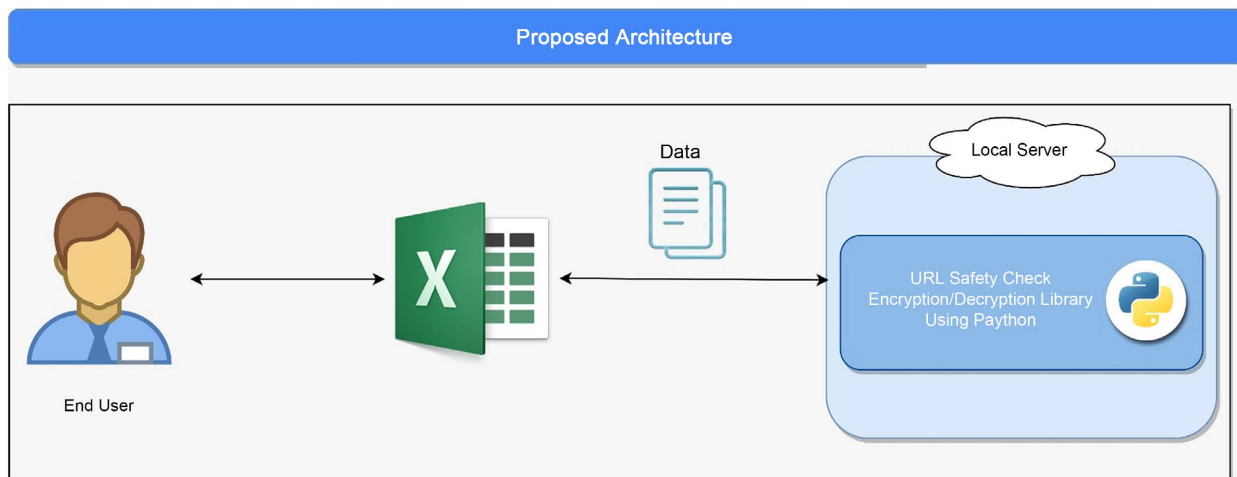 Proposed Architecture
Data
Local Server
X
URL Safety Check
Encryption/Decryption Library
Using Paython
End User